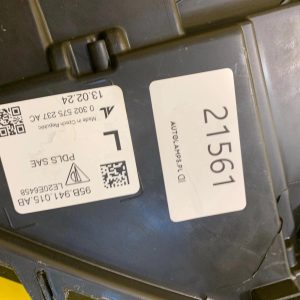 13.02.24
0 302 575 237 AC
AL
Made in Czech Republic
L
PDLS SAE
LE20E6458
95B.941.015.AB
21561
AUTOLAMPS.PL